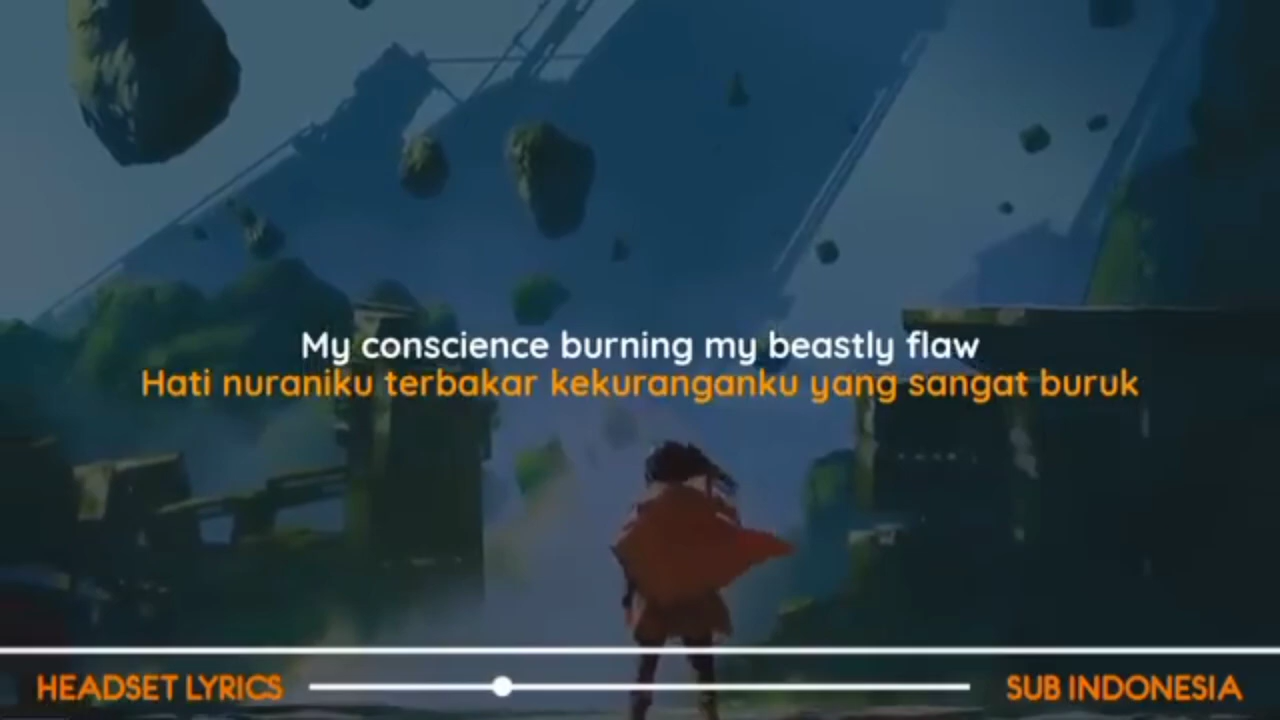 My conscience burning my beastly flaw
Hati nuraniku terbakar kekuranganku yang sangat buruk
HEADSET LYRICS
SUB INDONESIA